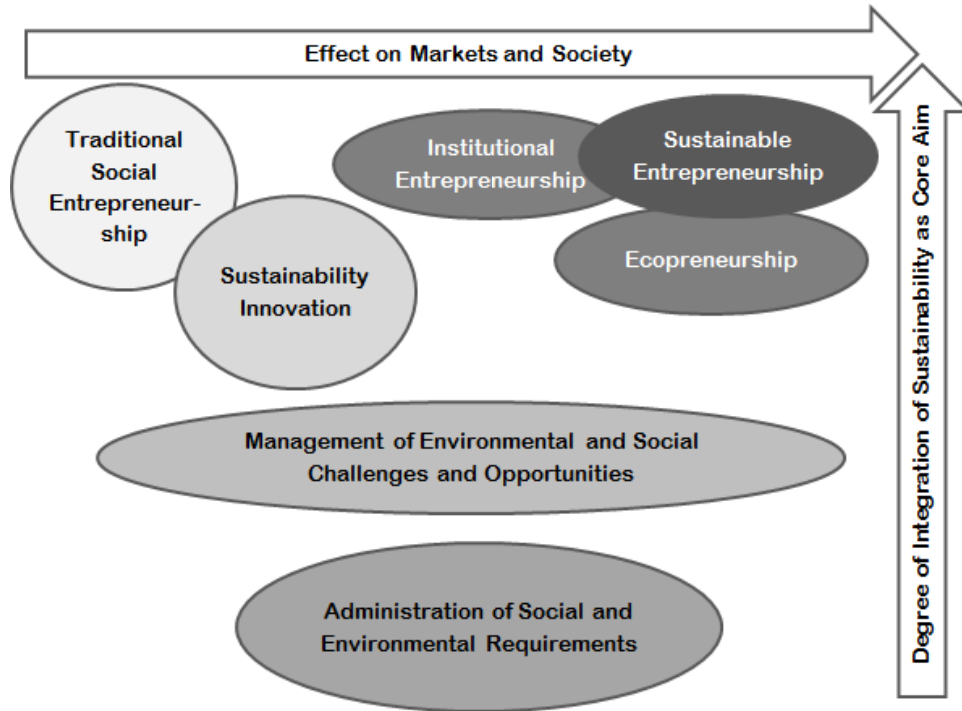 Effect on Markets and Society
Traditional
Social
Entrepreneur-
ship
Institutional
Entrepreneurship
Sustainable
Entrepreneurship
Sustainability
Innovation
Ecopreneurship
Management of Environmental and Social
Challenges and Opportunities
Administration of Social and
Environmental Requirements
Degree of Integration of Sustainability as Core Aim